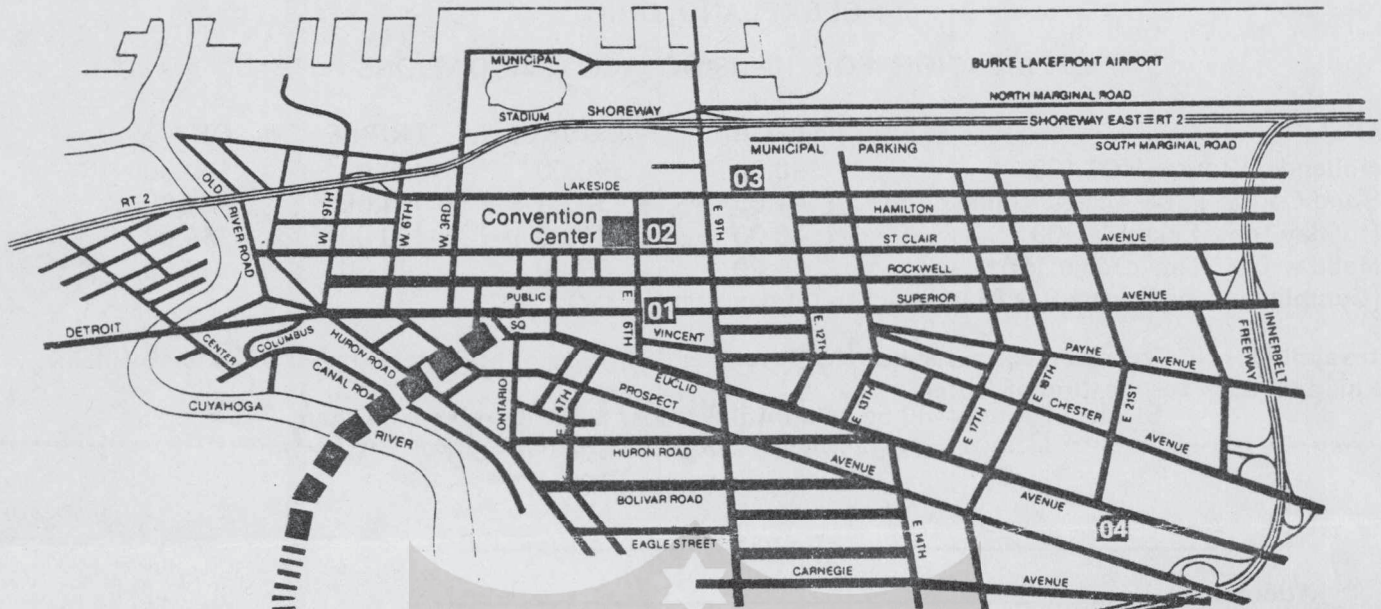 MUNICIPAL
STADIUM
BURKE LAKEFRONT AIRPORT
NORTH MARGINAL ROAD
SHOREWAY
SHOREWAY EAST RT 2
SOUTH MARGINAL ROAD
MUNICIPAL PARKING
RT 2
OLD RIVER ROAD
W. 9TH
W. 6TH
W. 3RD
LAKESIDE
03
E 9TH
HAMILTON
Convention
Center
02
ST CLAIR AVENUE
ROCKWELL
PUBLIC
SQ
SUPERIOR AVENUE
E 6TH
01
VINCENT
E. 12TH
DETROIT
CENTER
COLUMBUS
HURON ROAD
CANAL ROAD
CUYAHOGA
RIVER
ONTARIO
E 4TH
EUCLID
PROSPECT
E 13TH
E 17TH
E 18TH
PAYNE AVENUE
CHESTER
E 21ST
AVENUE
INNERBELT
FREEWAY
HURON ROAD
AVENUE
AVENUE
04
BOLIVAR ROAD
EAGLE STREET
E 14TH
CARNEGIE AVENUE